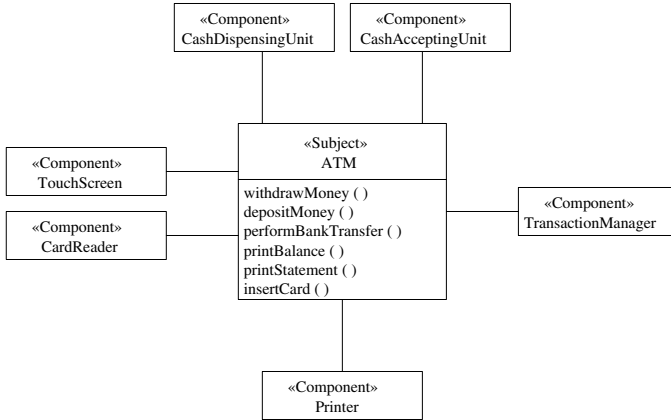 «Component»
CashDispensingUnit
«Component»
CashAcceptingUnit
«Subject»
ATM
withdrawMoney ( )
depositMoney ( )
performBankTransfer ( )
printBalance ( )
printStatement ( )
insertCard ( )
«Component»
TouchScreen
«Component»
CardReader
«Component»
TransactionManager
«Component»
Printer